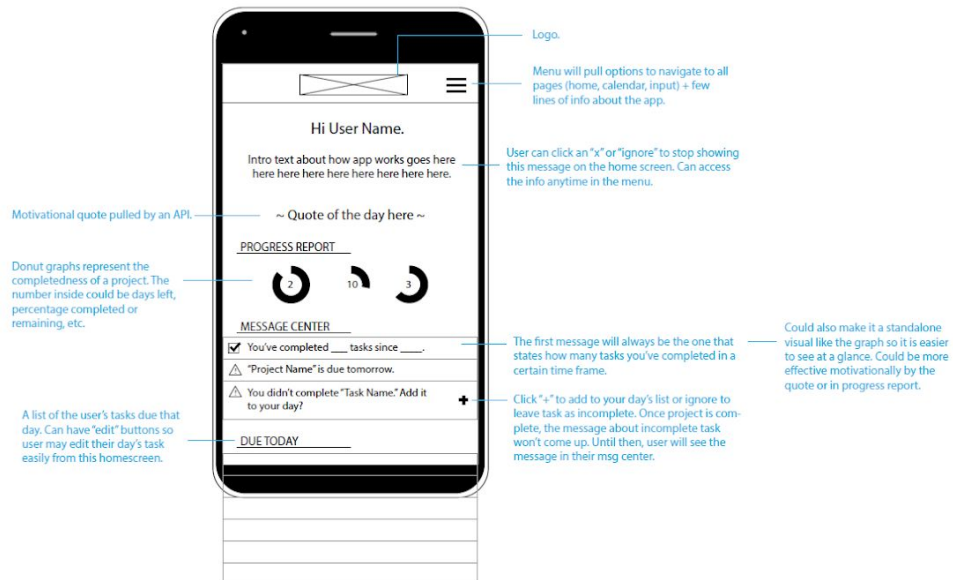 Logo.
Menu will pull options to navigate to all
pages (home, calendar, input) + few
lines of info about the app.
Hi User Name.
Intro text about how app works goes here
here here here here here here here here.
User can click an "x" or "ignore" to stop showing
this message on the home screen. Can access
the info anytime in the menu.
Motivational quote pulled by an API.
~ Quote of the day here ~
PROGRESS REPORT
Donut graphs represent the
completedness of a project. The
number inside could be days left,
percentage completed or
remaining, etc.
2
10
3
MESSAGE CENTER
You've completed ___ tasks since ____.
"Project Name" is due tomorrow.
You didn't complete "Task Name." Add it
to your day?
The first message will always be the one that
states how many tasks you've completed in a
certain time frame.
Could also make it a standalone
visual like the graph so it is easier
to see at a glance. Could be more
effective motivationally by the
quote or in progress report.
Click "+" to add to your day's list or ignore to
leave task as incomplete. Once project is com-
plete, the message about incomplete task
won't come up. Until then, user will see the
message in their msg center.
A list of the user's tasks due that
day. Can have "edit" buttons so
user may edit their day's task
easily from this homescreen.
DUE TODAY